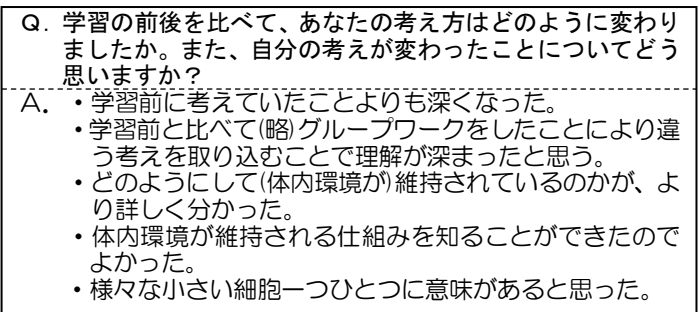 Q．学習の前後を比べて、あなたの考え方はどのように変わり
ましたか。また、自分の考えが変わったことについてどう
思いますか？
A．・学習前に考えていたことよりも深くなった。
・学習前と比べて(略)グループワークをしたことにより違
う考えを取り込むことで理解が深まったと思う。
・どのようにして(体内環境が)維持されているのかが、よ
り詳しく分かった。
・体内環境が維持される仕組みを知ることができたので
よかった。
・様々な小さい細胞一つひとつに意味があると思った。